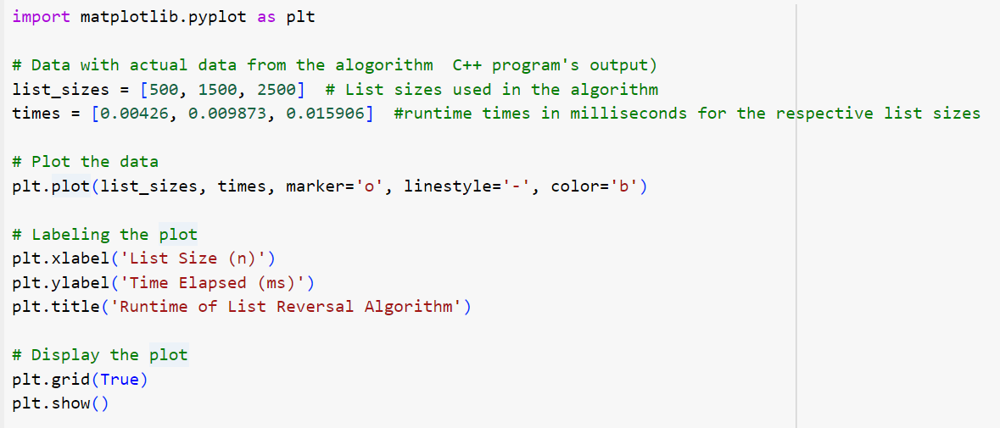 import matplotlib.pyplot as plt
# Data with actual data from the alogorithm  C++ program's output)
list_sizes = [500, 1500, 2500]  # List sizes used in the algorithm
times = [0.00426, 0.009873, 0.015906]  #runtime times in milliseconds for the respective list sizes
# Plot the data
plt.plot(list_sizes, times, marker='o', linestyle='-', color='b')
# Labeling the plot
plt.xlabel('List Size (n)')
plt.ylabel('Time Elapsed (ms)')
plt.title('Runtime of List Reversal Algorithm')
# Display the plot
plt.grid(True)
plt.show()